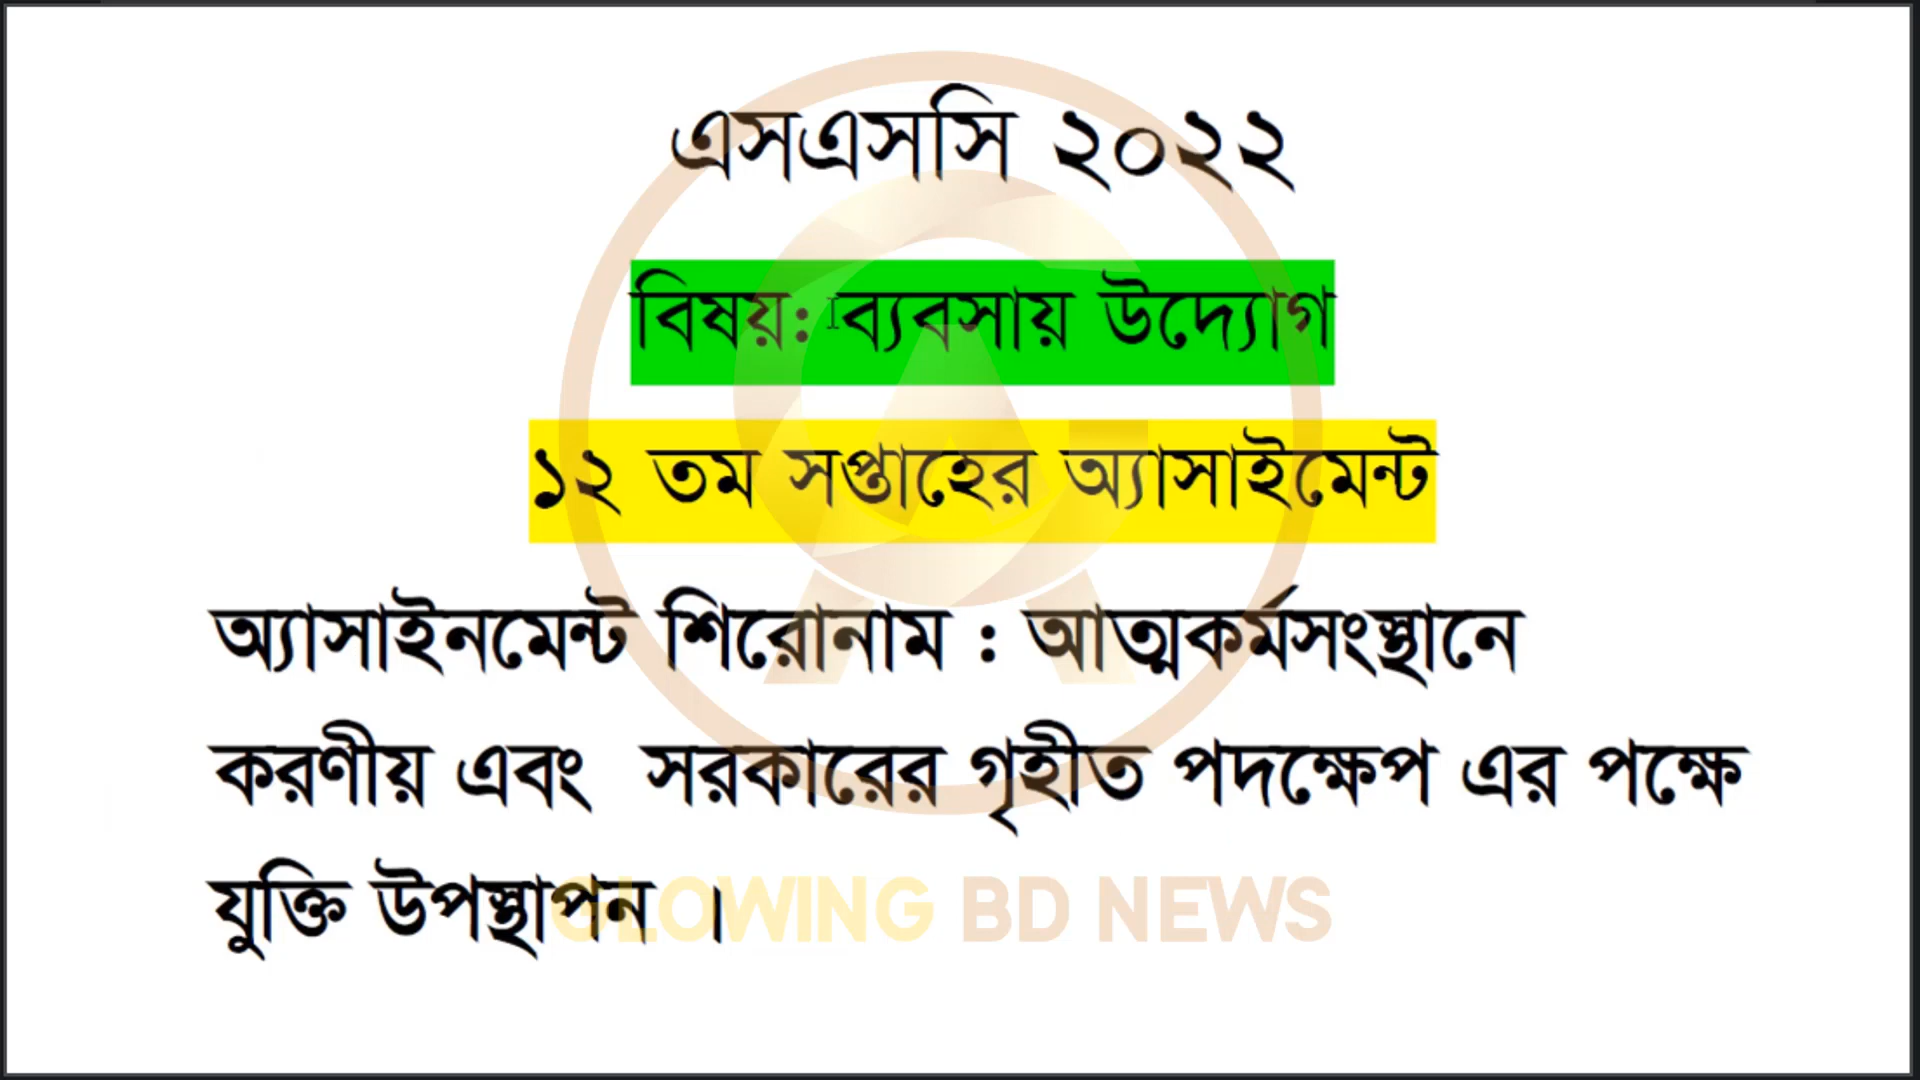 এসএসসি ২০২২
বিষয়: ব্যবসায় উদ্যোগ
১২ তম সপ্তাহের অ্যাসাইমেন্ট
অ্যাসাইনমেন্ট শিরোনাম : আত্মকর্মসংস্থানে
করণীয় এবং সরকারের গৃহীত পদক্ষেপ এর পক্ষে
যুক্তি উপস্থাপন ।
GLOWING BD NEWS